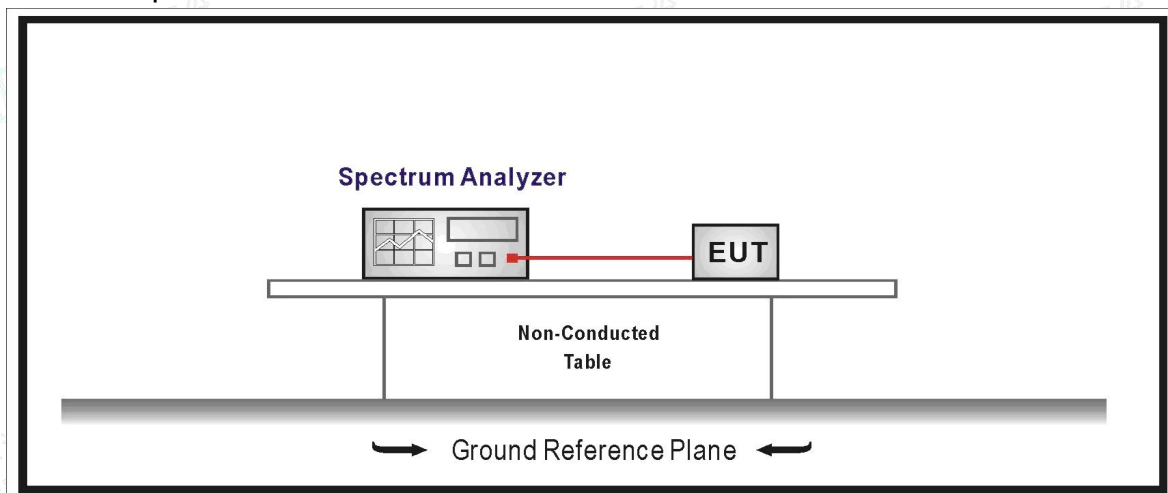 Spectrum Analyzer
EUT
Non-Conducted
Table
Ground Reference Plane